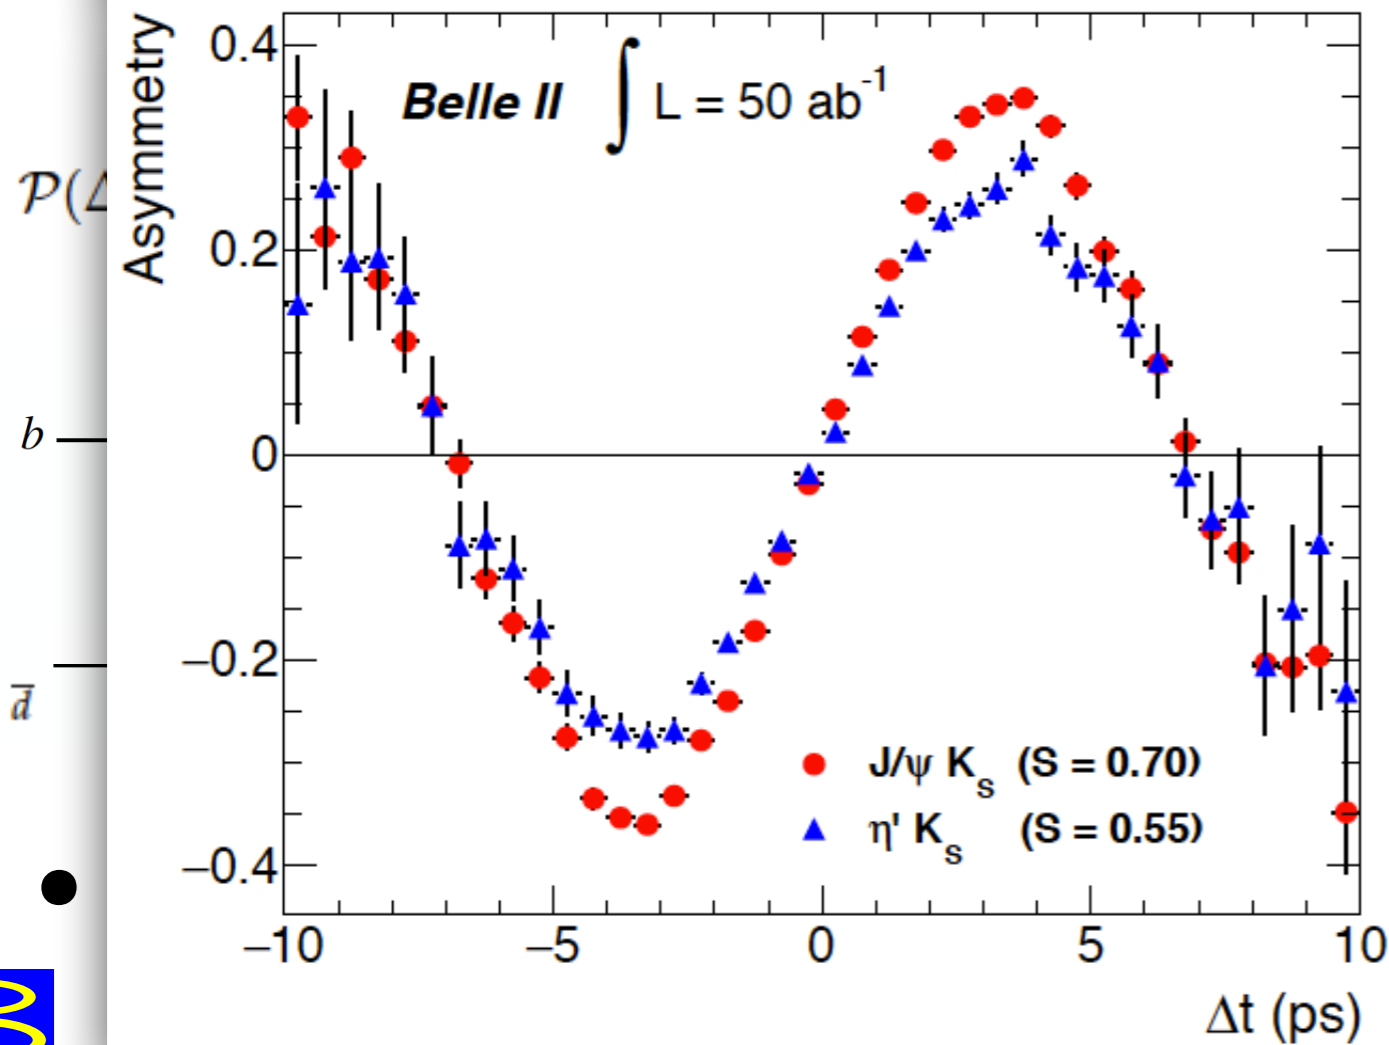 Asymmetry
0.4
0.2
0
−0.2
−0.4
Belle II ∫ L = 50 ab⁻¹
J/ψ Kₛ (S = 0.70)
η' Kₛ (S = 0.55)
−10 −5 0 5 10
Δt (ps)
𝒫(Δ
b
d̅